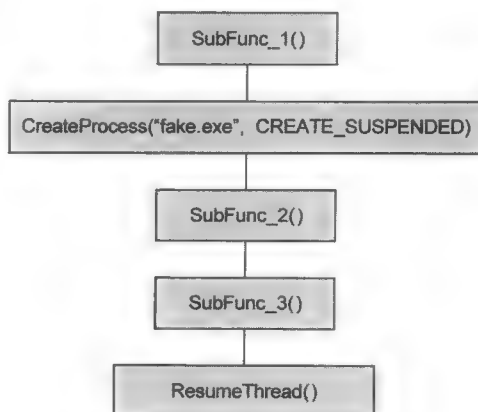 SubFunc_1()
CreateProcess("fake.exe", CREATE_SUSPENDED)
SubFunc_2()
SubFunc_3()
ResumeThread()